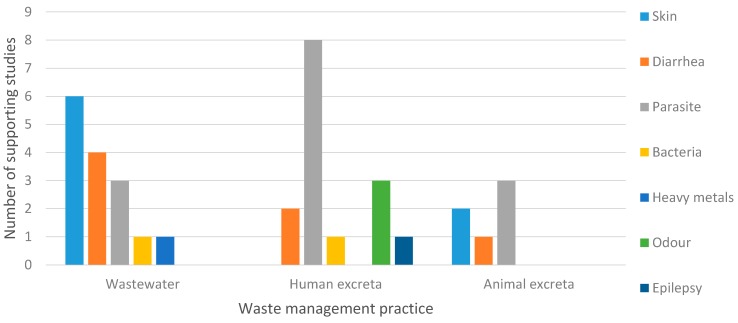 9
8
7
6
5
4
3
2
1
0
Number of supporting studies
Wastewater
Human excreta
Animal excreta
Waste management practice
Skin
Diarrhea
Parasite
Bacteria
Heavy metals
Odour
Epilepsy